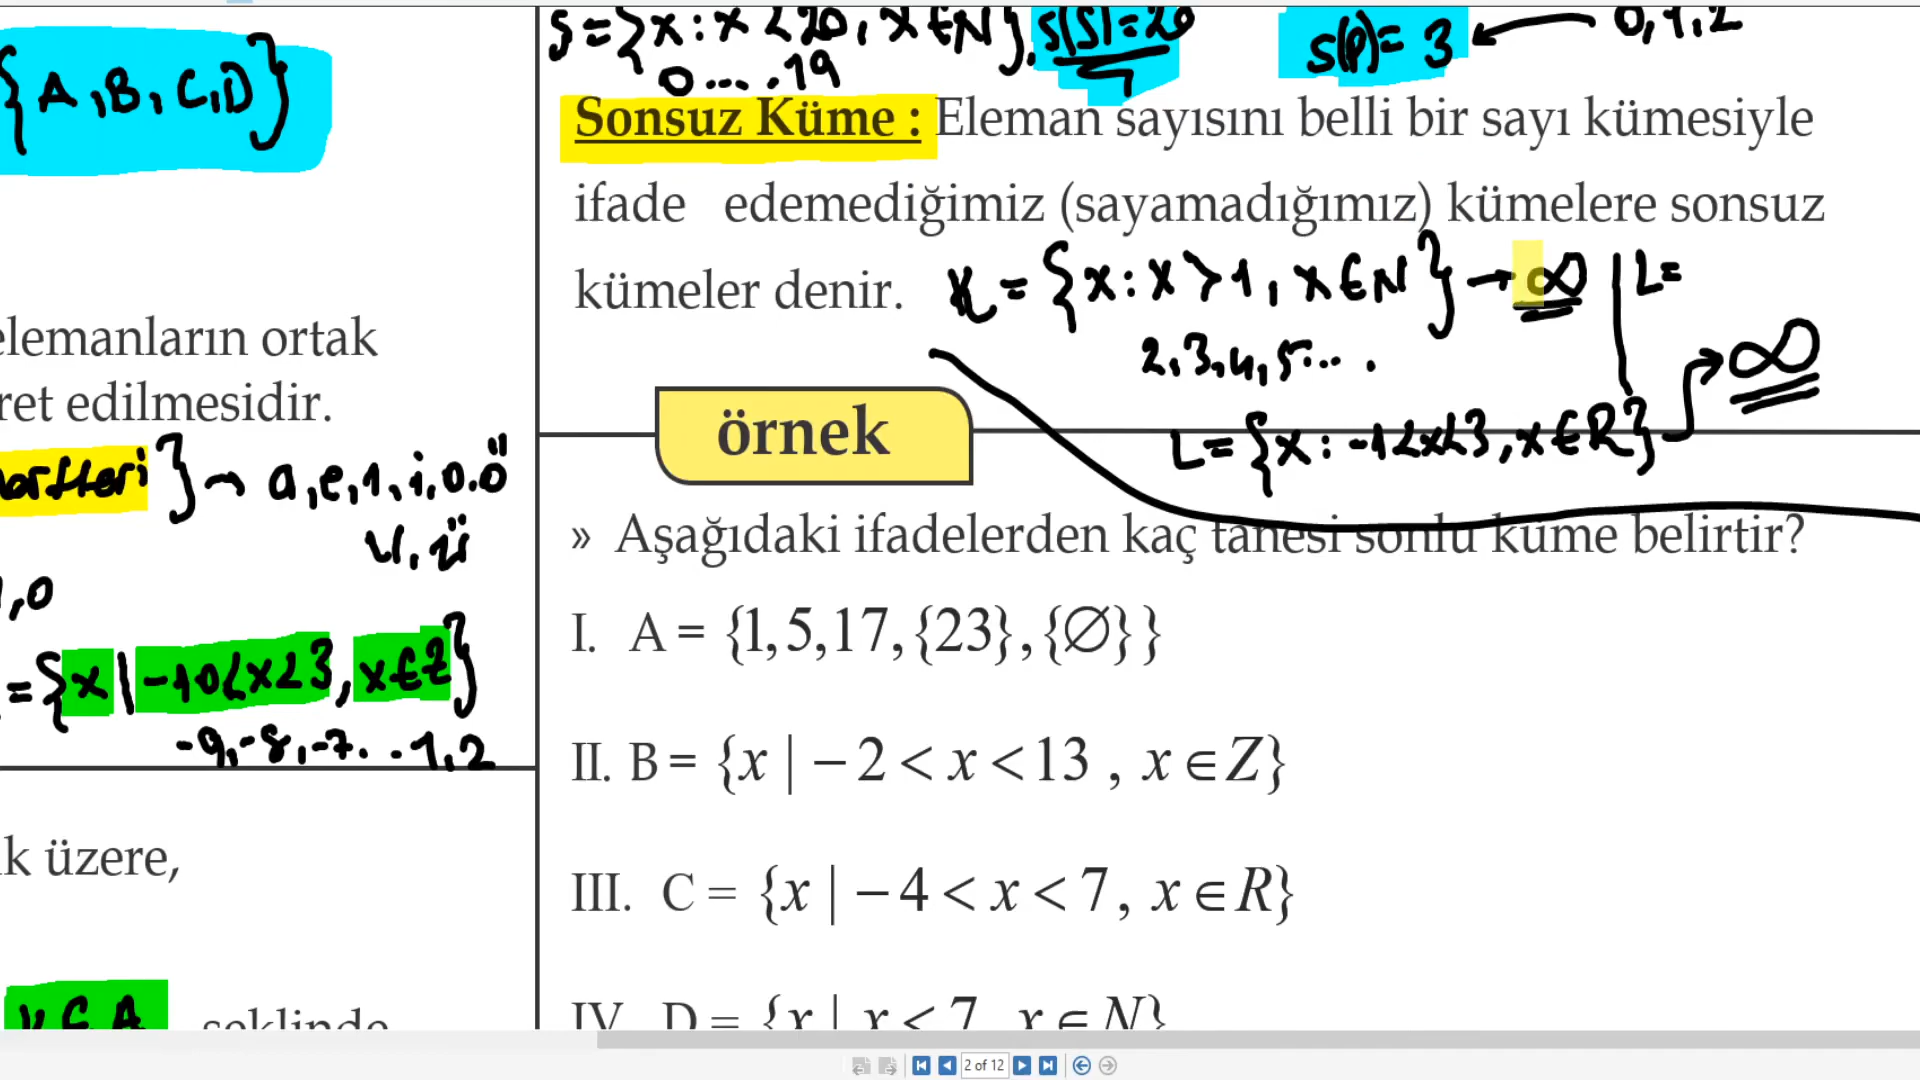 {A,B,C,D}
elemanların ortak
ret edilmesidir.
harfleri } → a,e,ı,i,o,ö
u,ü
1,0
={x|-10<x<3, x∈Z}
-9,-8,-7...1,2
k üzere,
x∈A şeklinde
S={x:x<20, x∈N}. s(S)=20
0....19
s(P)=3 ← 0,1,2
Sonsuz Küme : Eleman sayısını belli bir sayı kümesiyle
ifade edemediğimiz (sayamadığımız) kümelere sonsuz
kümeler denir. K={x:x>1, x∈N} → ∞ | L=
2,3,4,5... .
L={x:-1<x<3, x∈R} → ∞
örnek
» Aşağıdaki ifadelerden kaç tanesi sonlu küme belirtir?
I. A = {1,5,17,{23},{∅}}
II. B = {x | −2 < x < 13 , x ∈ Z}
III. C = {x | −4 < x < 7, x ∈ R}
IV. D = {x | x < 7, x ∈ N}
2 of 12